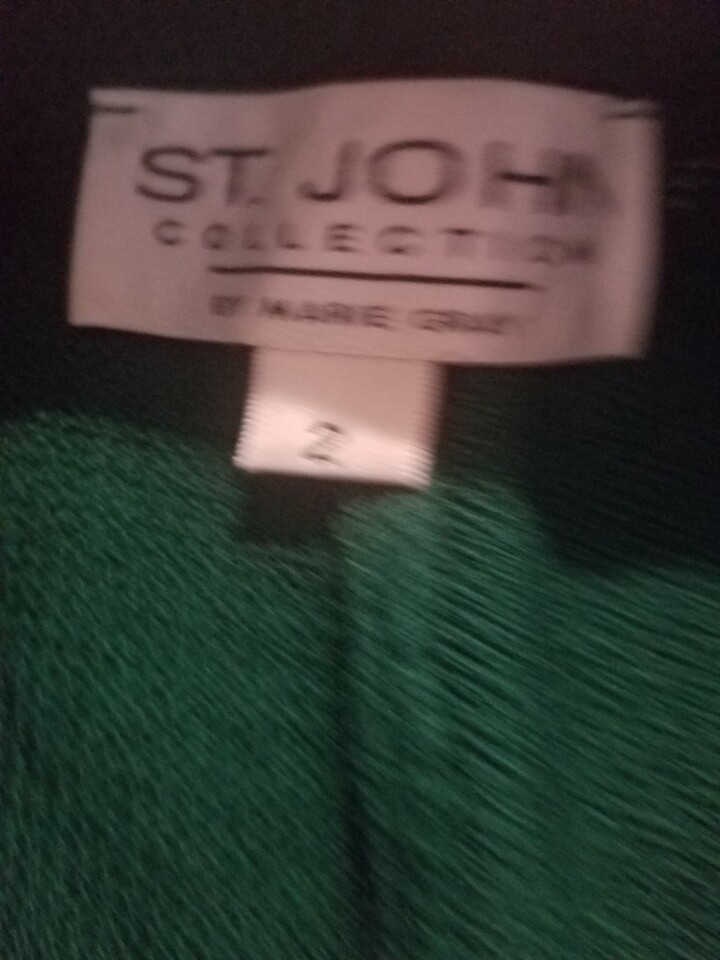 ST. JOHN
COLLECTION
BY MARIE GRAY
2